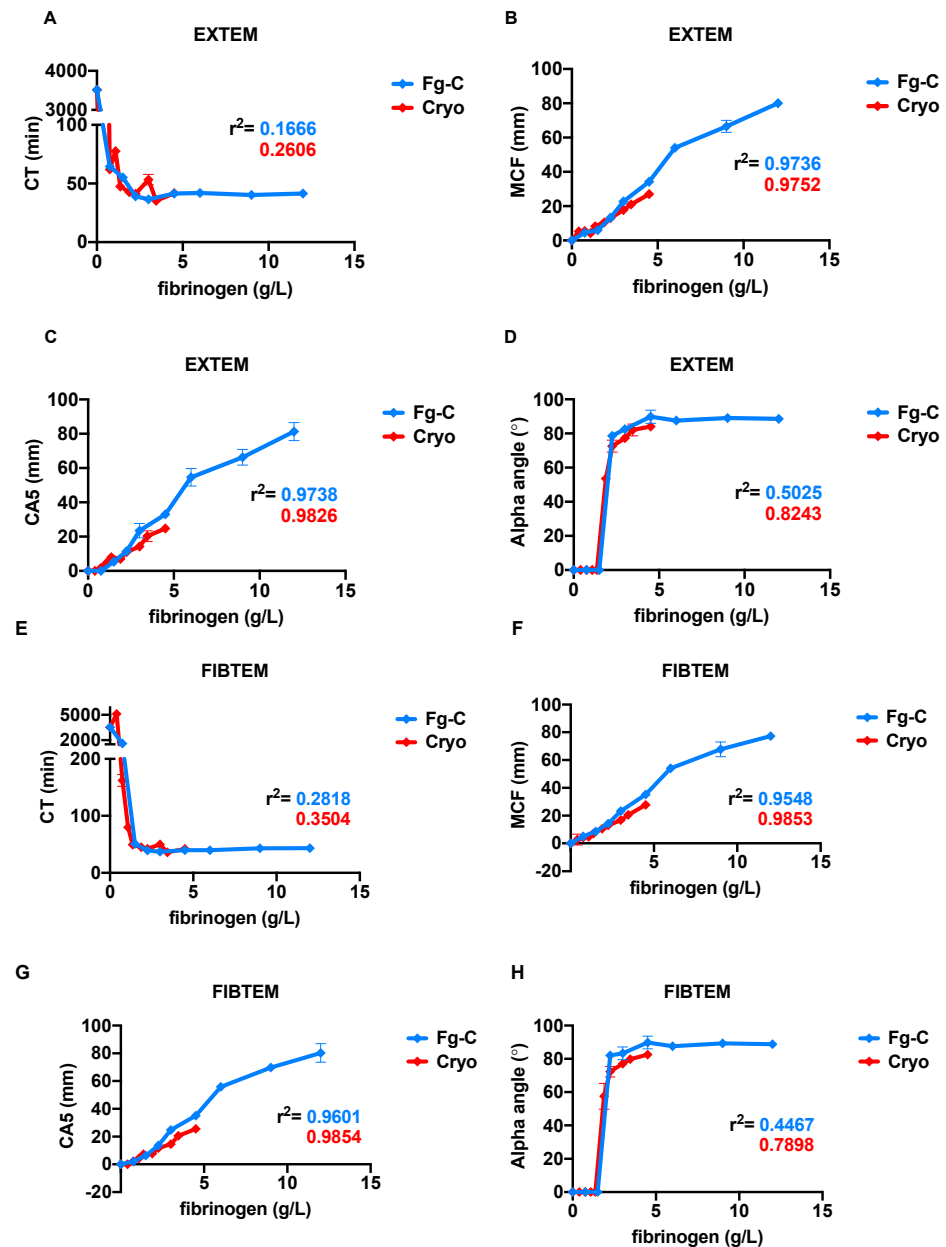 A
EXTEM
4000
3000
100
50
0
CT (min)
r²= 0.1666
0.2606
0 5 10 15
fibrinogen (g/L)
B
EXTEM
100
80
60
40
20
0
MCF (mm)
Fg-C
Cryo
r²= 0.9736
0.9752
0 5 10 15
fibrinogen (g/L)
C
EXTEM
100
80
60
40
20
0
CA5 (mm)
Fg-C
Cryo
r²= 0.9738
0.9826
0 5 10 15
fibrinogen (g/L)
D
EXTEM
100
80
60
40
20
0
Alpha angle (°)
Fg-C
Cryo
r²= 0.5025
0.8243
0 5 10 15
fibrinogen (g/L)
E
FIBTEM
5000
2000
200
100
0
CT (min)
Fg-C
Cryo
r²= 0.2818
0.3504
0 5 10 15
fibrinogen (g/L)
F
FIBTEM
100
80
60
40
20
0
-20
MCF (mm)
Fg-C
Cryo
r²= 0.9548
0.9853
5 10 15
fibrinogen (g/L)
G
FIBTEM
100
80
60
40
20
0
-20
CA5 (mm)
Fg-C
Cryo
r²= 0.9601
0.9854
5 10 15
fibrinogen (g/L)
H
FIBTEM
100
80
60
40
20
0
Alpha angle (°)
Fg-C
Cryo
r²= 0.4467
0.7898
0 5 10 15
fibrinogen (g/L)